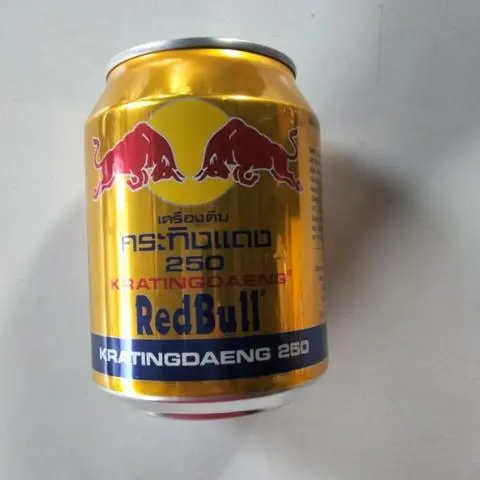 เครื่องดื่ม
กระทิงแดง
250
KRATINGDAENG®
RedBull®
KRATINGDAENG 250